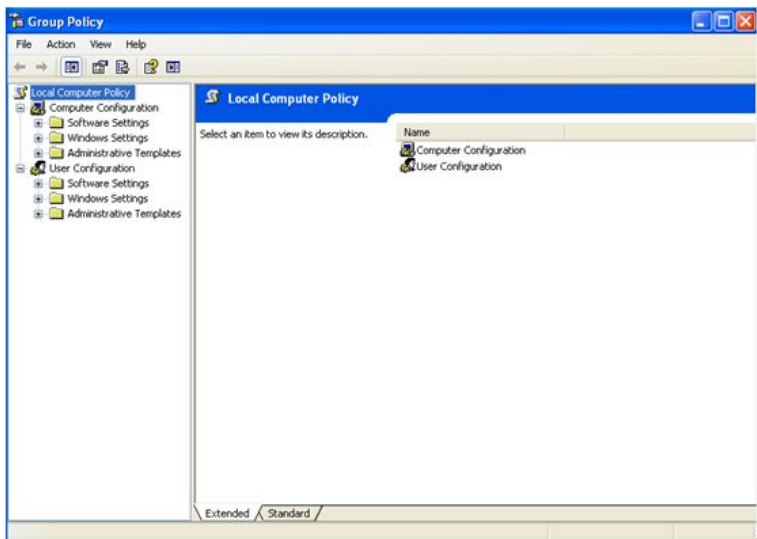 Group Policy
File Action View Help
Local Computer Policy
Computer Configuration
Software Settings
Windows Settings
Administrative Templates
User Configuration
Software Settings
Windows Settings
Administrative Templates
Local Computer Policy
Select an item to view its description.
Name
Computer Configuration
User Configuration
Extended Standard